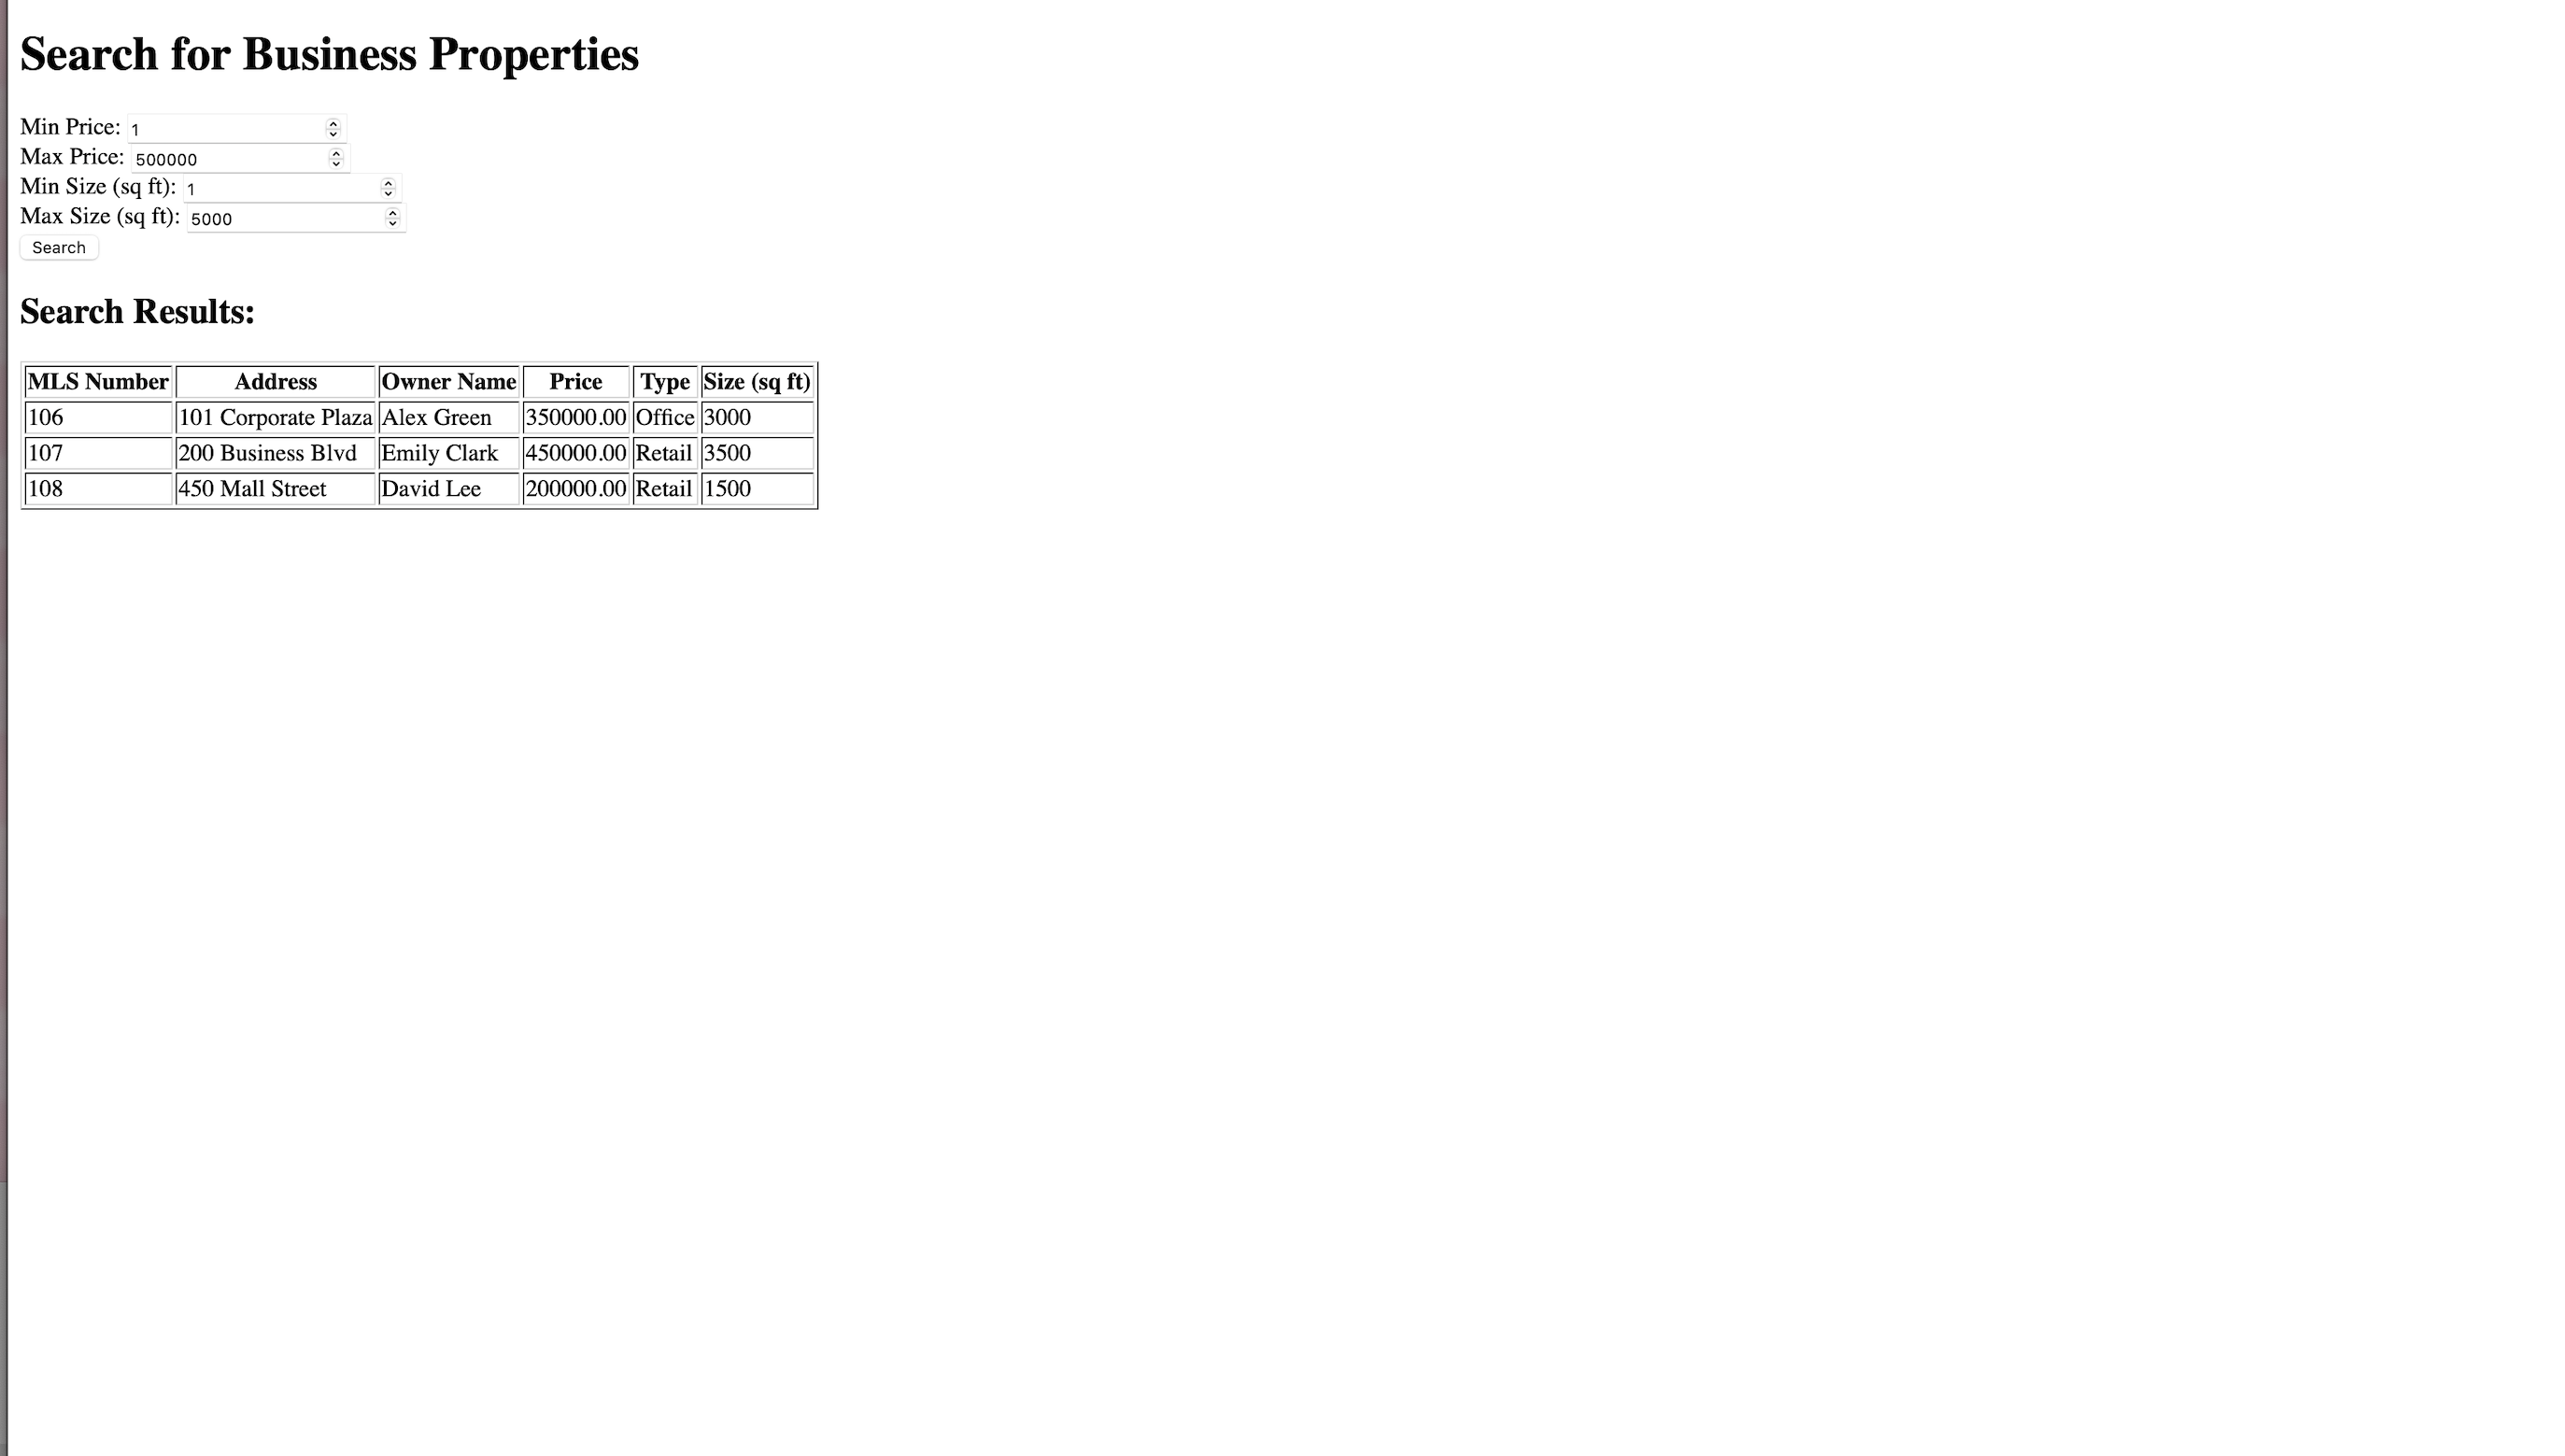 Search for Business Properties
Min Price: 1
Max Price: 500000
Min Size (sq ft): 1
Max Size (sq ft): 5000
Search
Search Results:
MLS Number Address Owner Name Price Type Size (sq ft)
106 101 Corporate Plaza Alex Green 350000.00 Office 3000
107 200 Business Blvd Emily Clark 450000.00 Retail 3500
108 450 Mall Street David Lee 200000.00 Retail 1500